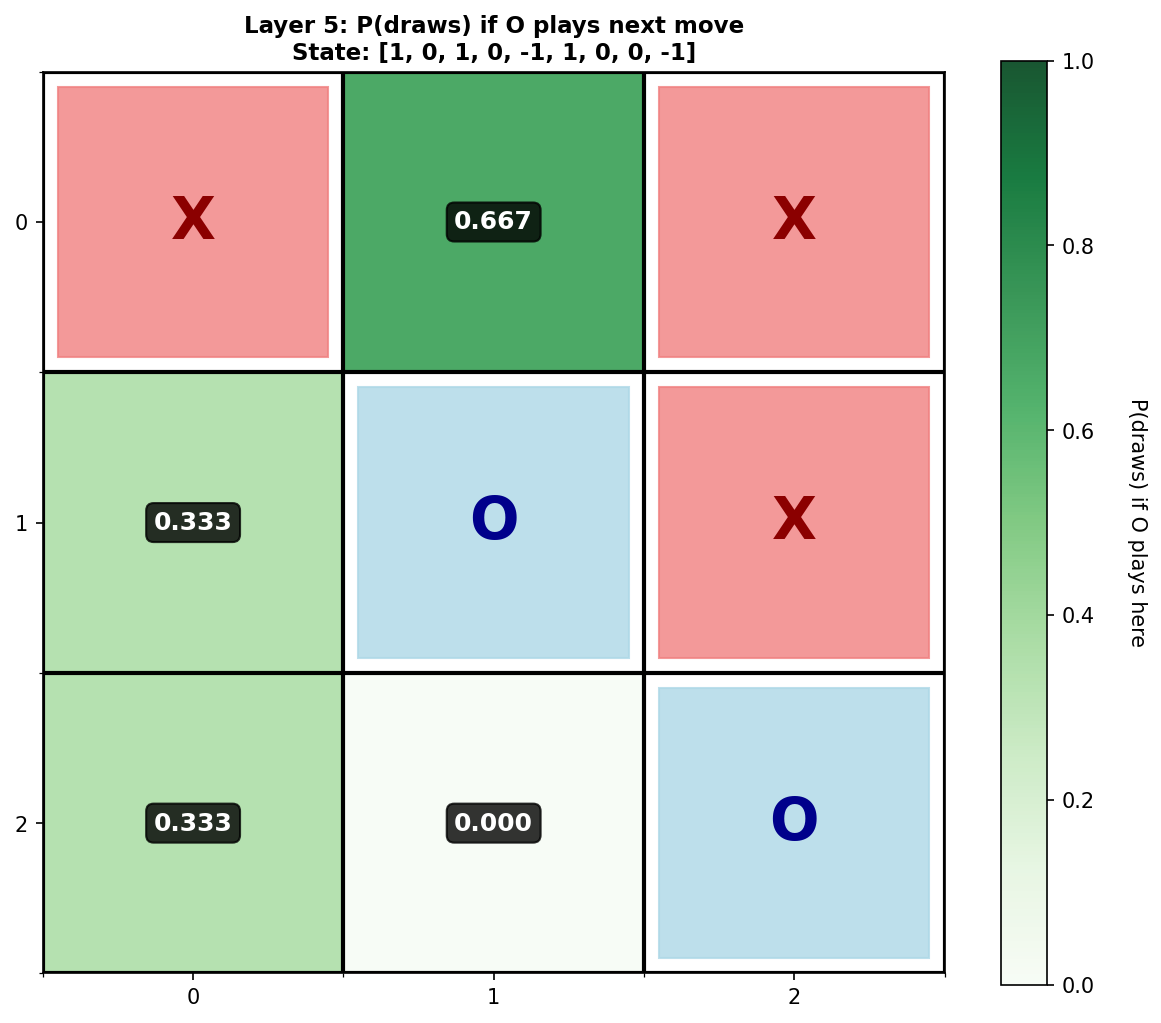 Layer 5: P(draws) if O plays next move
State: [1, 0, 1, 0, -1, 1, 0, 0, -1]
0
X
0.667
X
1
0.333
O
X
2
0.333
0.000
O
0
1
2
1.0
0.8
0.6
0.4
0.2
0.0
P(draws) if O plays here